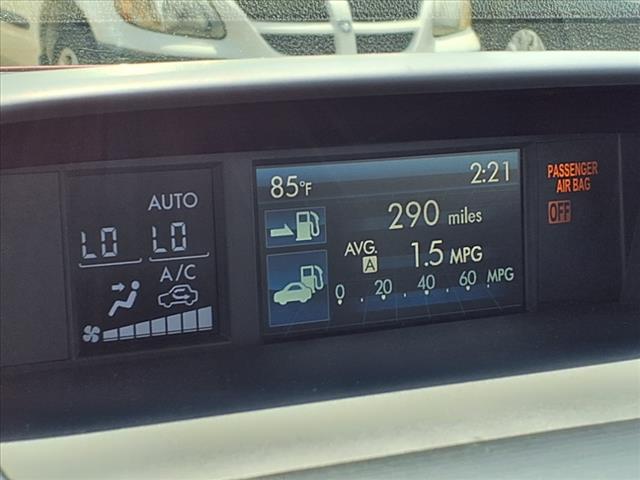 AUTO
LO LO
A/C
85°F 2:21
290 miles
AVG. A 1.5 MPG
0 20 40 60 MPG
PASSENGER
AIR BAG
OFF